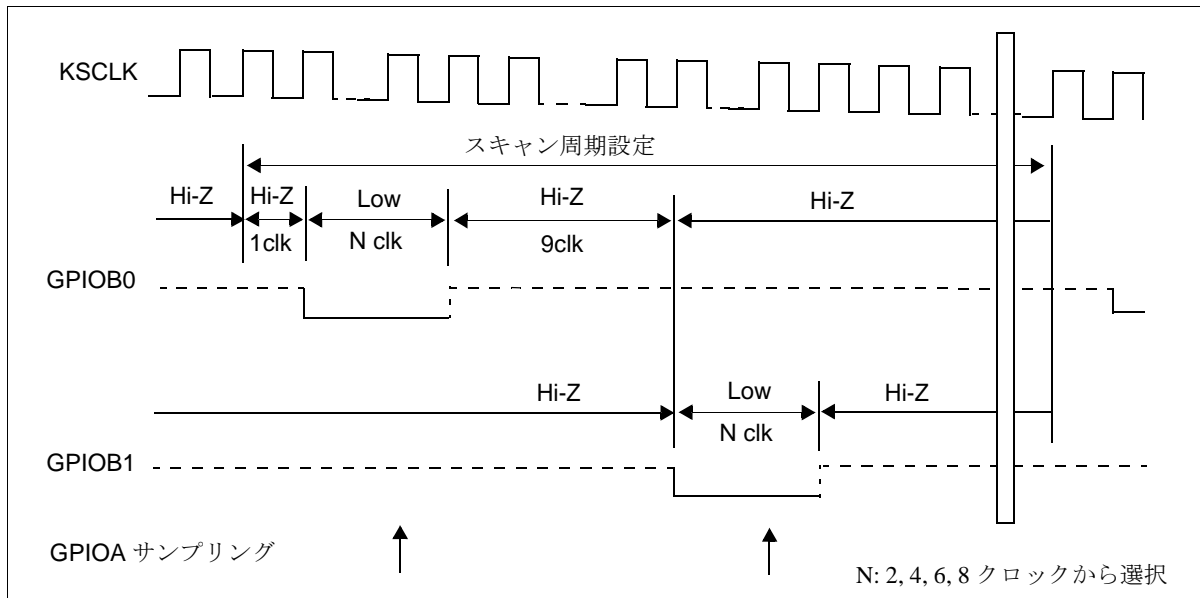 KSCLK
スキャン周期設定
Hi-Z Hi-Z Low Hi-Z Hi-Z
1clk N clk 9clk
GPIOB0
Hi-Z Low Hi-Z
N clk
GPIOB1
GPIOA サンプリング
N: 2, 4, 6, 8 クロックから選択